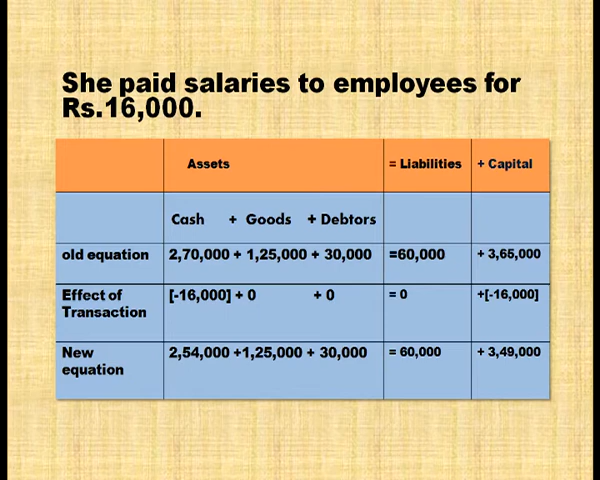 She paid salaries to employees for
Rs.16,000.
Assets = Liabilities + Capital
Cash + Goods + Debtors
old equation 2,70,000 + 1,25,000 + 30,000 =60,000 + 3,65,000
Effect of [-16,000] + 0 + 0 = 0 +[-16,000]
Transaction
New 2,54,000 +1,25,000 + 30,000 = 60,000 + 3,49,000
equation